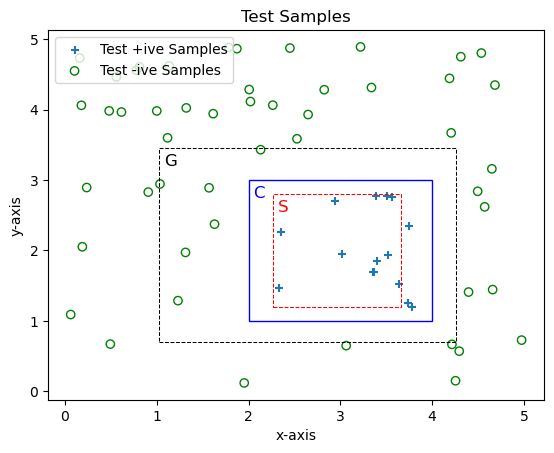 Test Samples
Test +ive Samples
Test -ive Samples
G
C
S
y-axis
5
4
3
2
1
0
0 1 2 3 4 5
x-axis